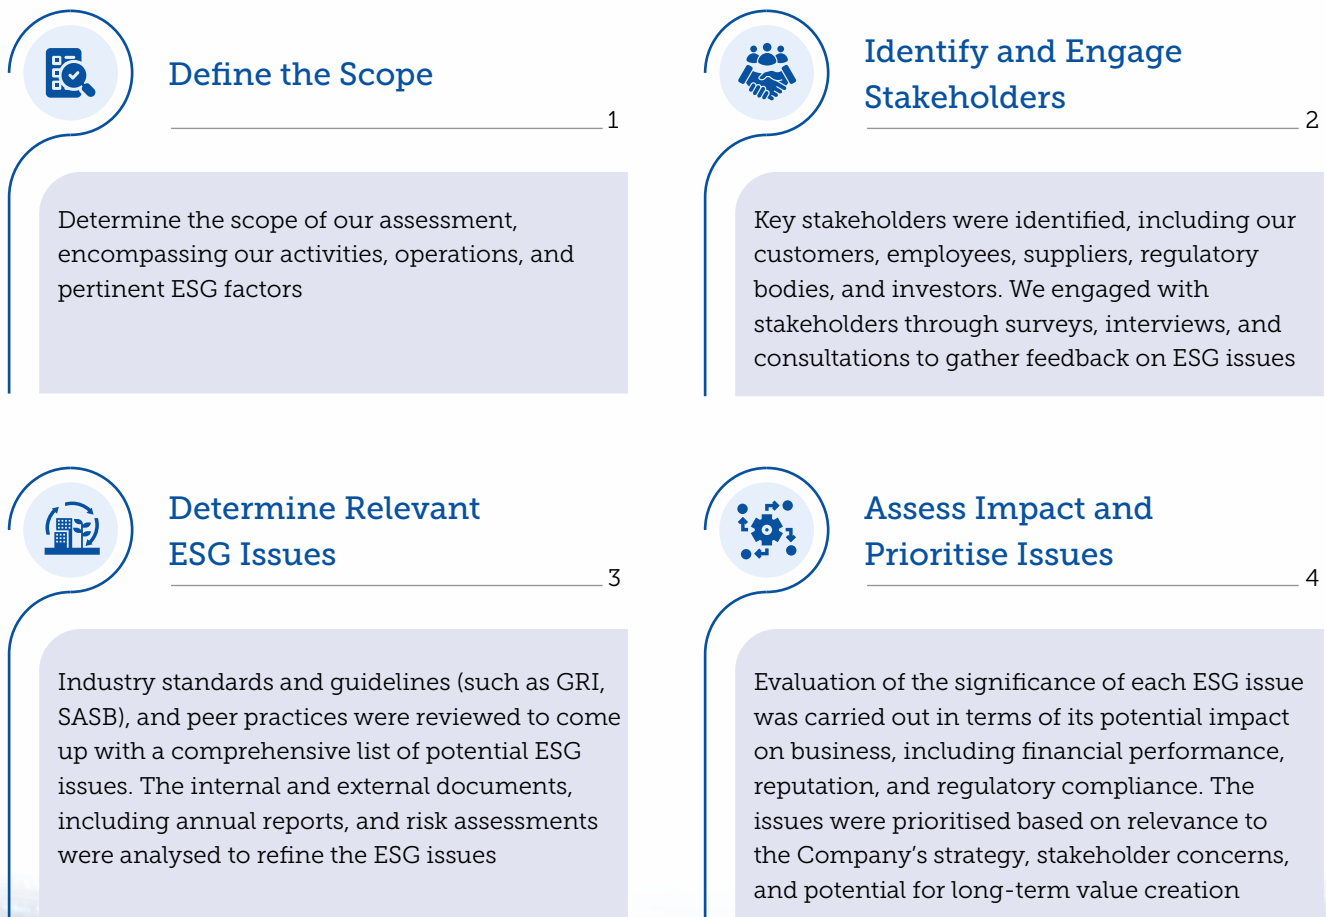 Define the Scope
1
Determine the scope of our assessment,
encompassing our activities, operations, and
pertinent ESG factors
Identify and Engage
Stakeholders
2
Key stakeholders were identified, including our
customers, employees, suppliers, regulatory
bodies, and investors. We engaged with
stakeholders through surveys, interviews, and
consultations to gather feedback on ESG issues
Determine Relevant
ESG Issues
3
Industry standards and guidelines (such as GRI,
SASB), and peer practices were reviewed to come
up with a comprehensive list of potential ESG
issues. The internal and external documents,
including annual reports, and risk assessments
were analysed to refine the ESG issues
Assess Impact and
Prioritise Issues
4
Evaluation of the significance of each ESG issue
was carried out in terms of its potential impact
on business, including financial performance,
reputation, and regulatory compliance. The
issues were prioritised based on relevance to
the Company’s strategy, stakeholder concerns,
and potential for long-term value creation